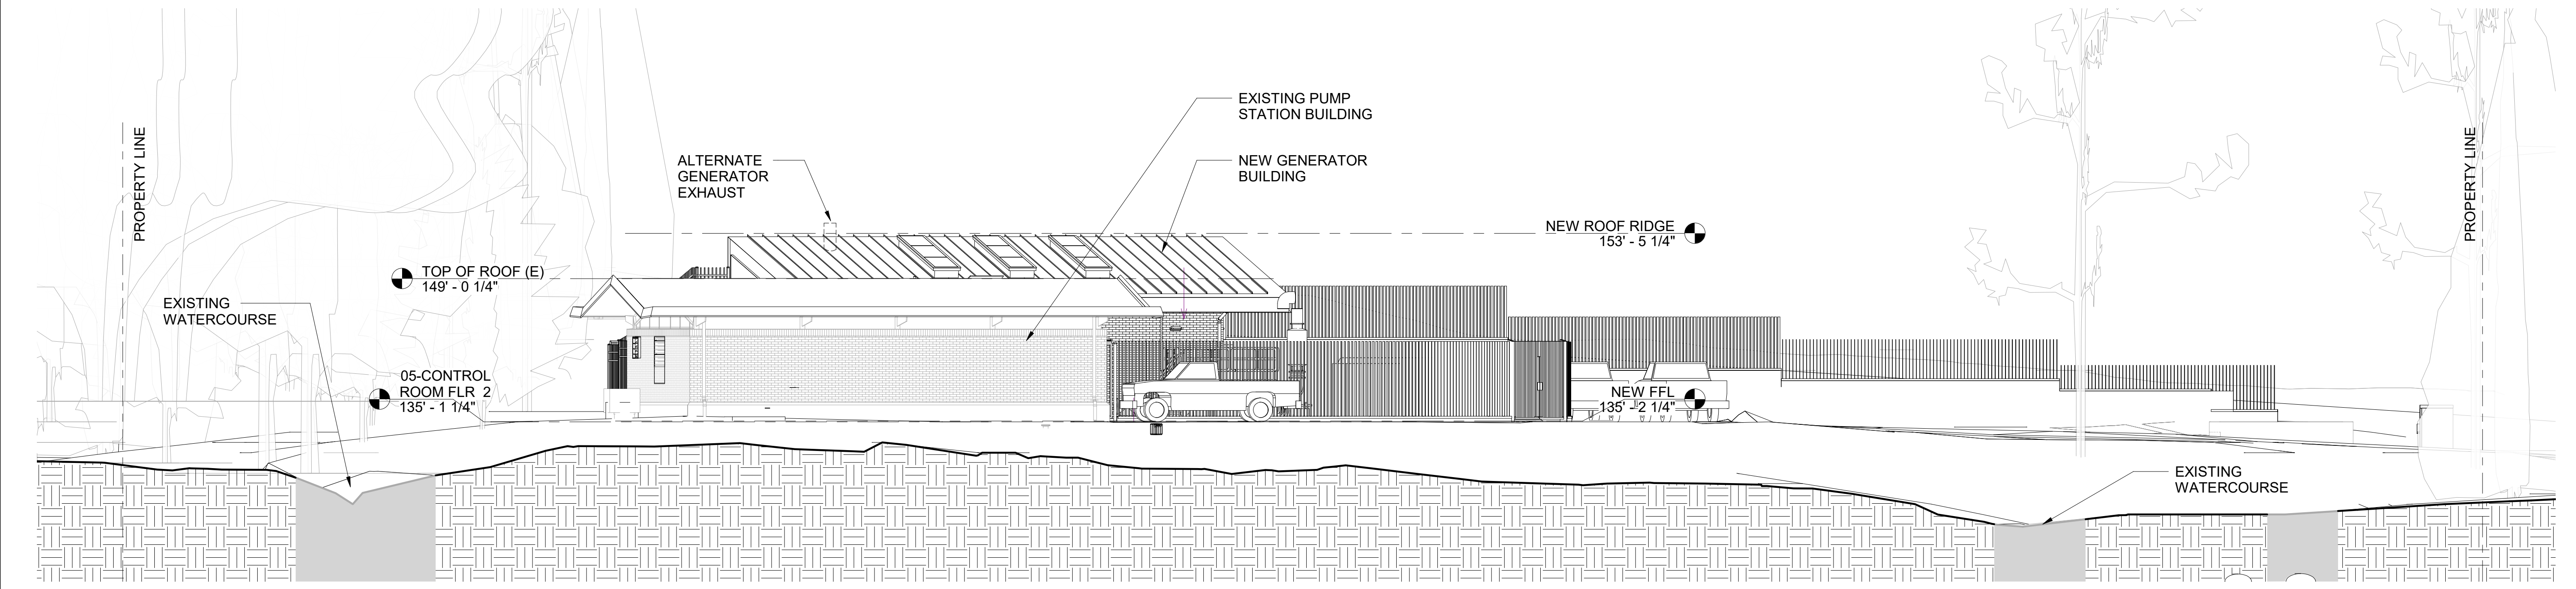 PROPERTY LINE
EXISTING PUMP
STATION BUILDING
ALTERNATE
GENERATOR
EXHAUST
NEW GENERATOR
BUILDING
NEW ROOF RIDGE
153' - 5 1/4"
PROPERTY LINE
TOP OF ROOF (E)
149' - 0 1/4"
EXISTING
WATERCOURSE
05-CONTROL
ROOM FLR 2
135' - 1 1/4"
NEW FFL
135' - 2 1/4"
EXISTING
WATERCOURSE